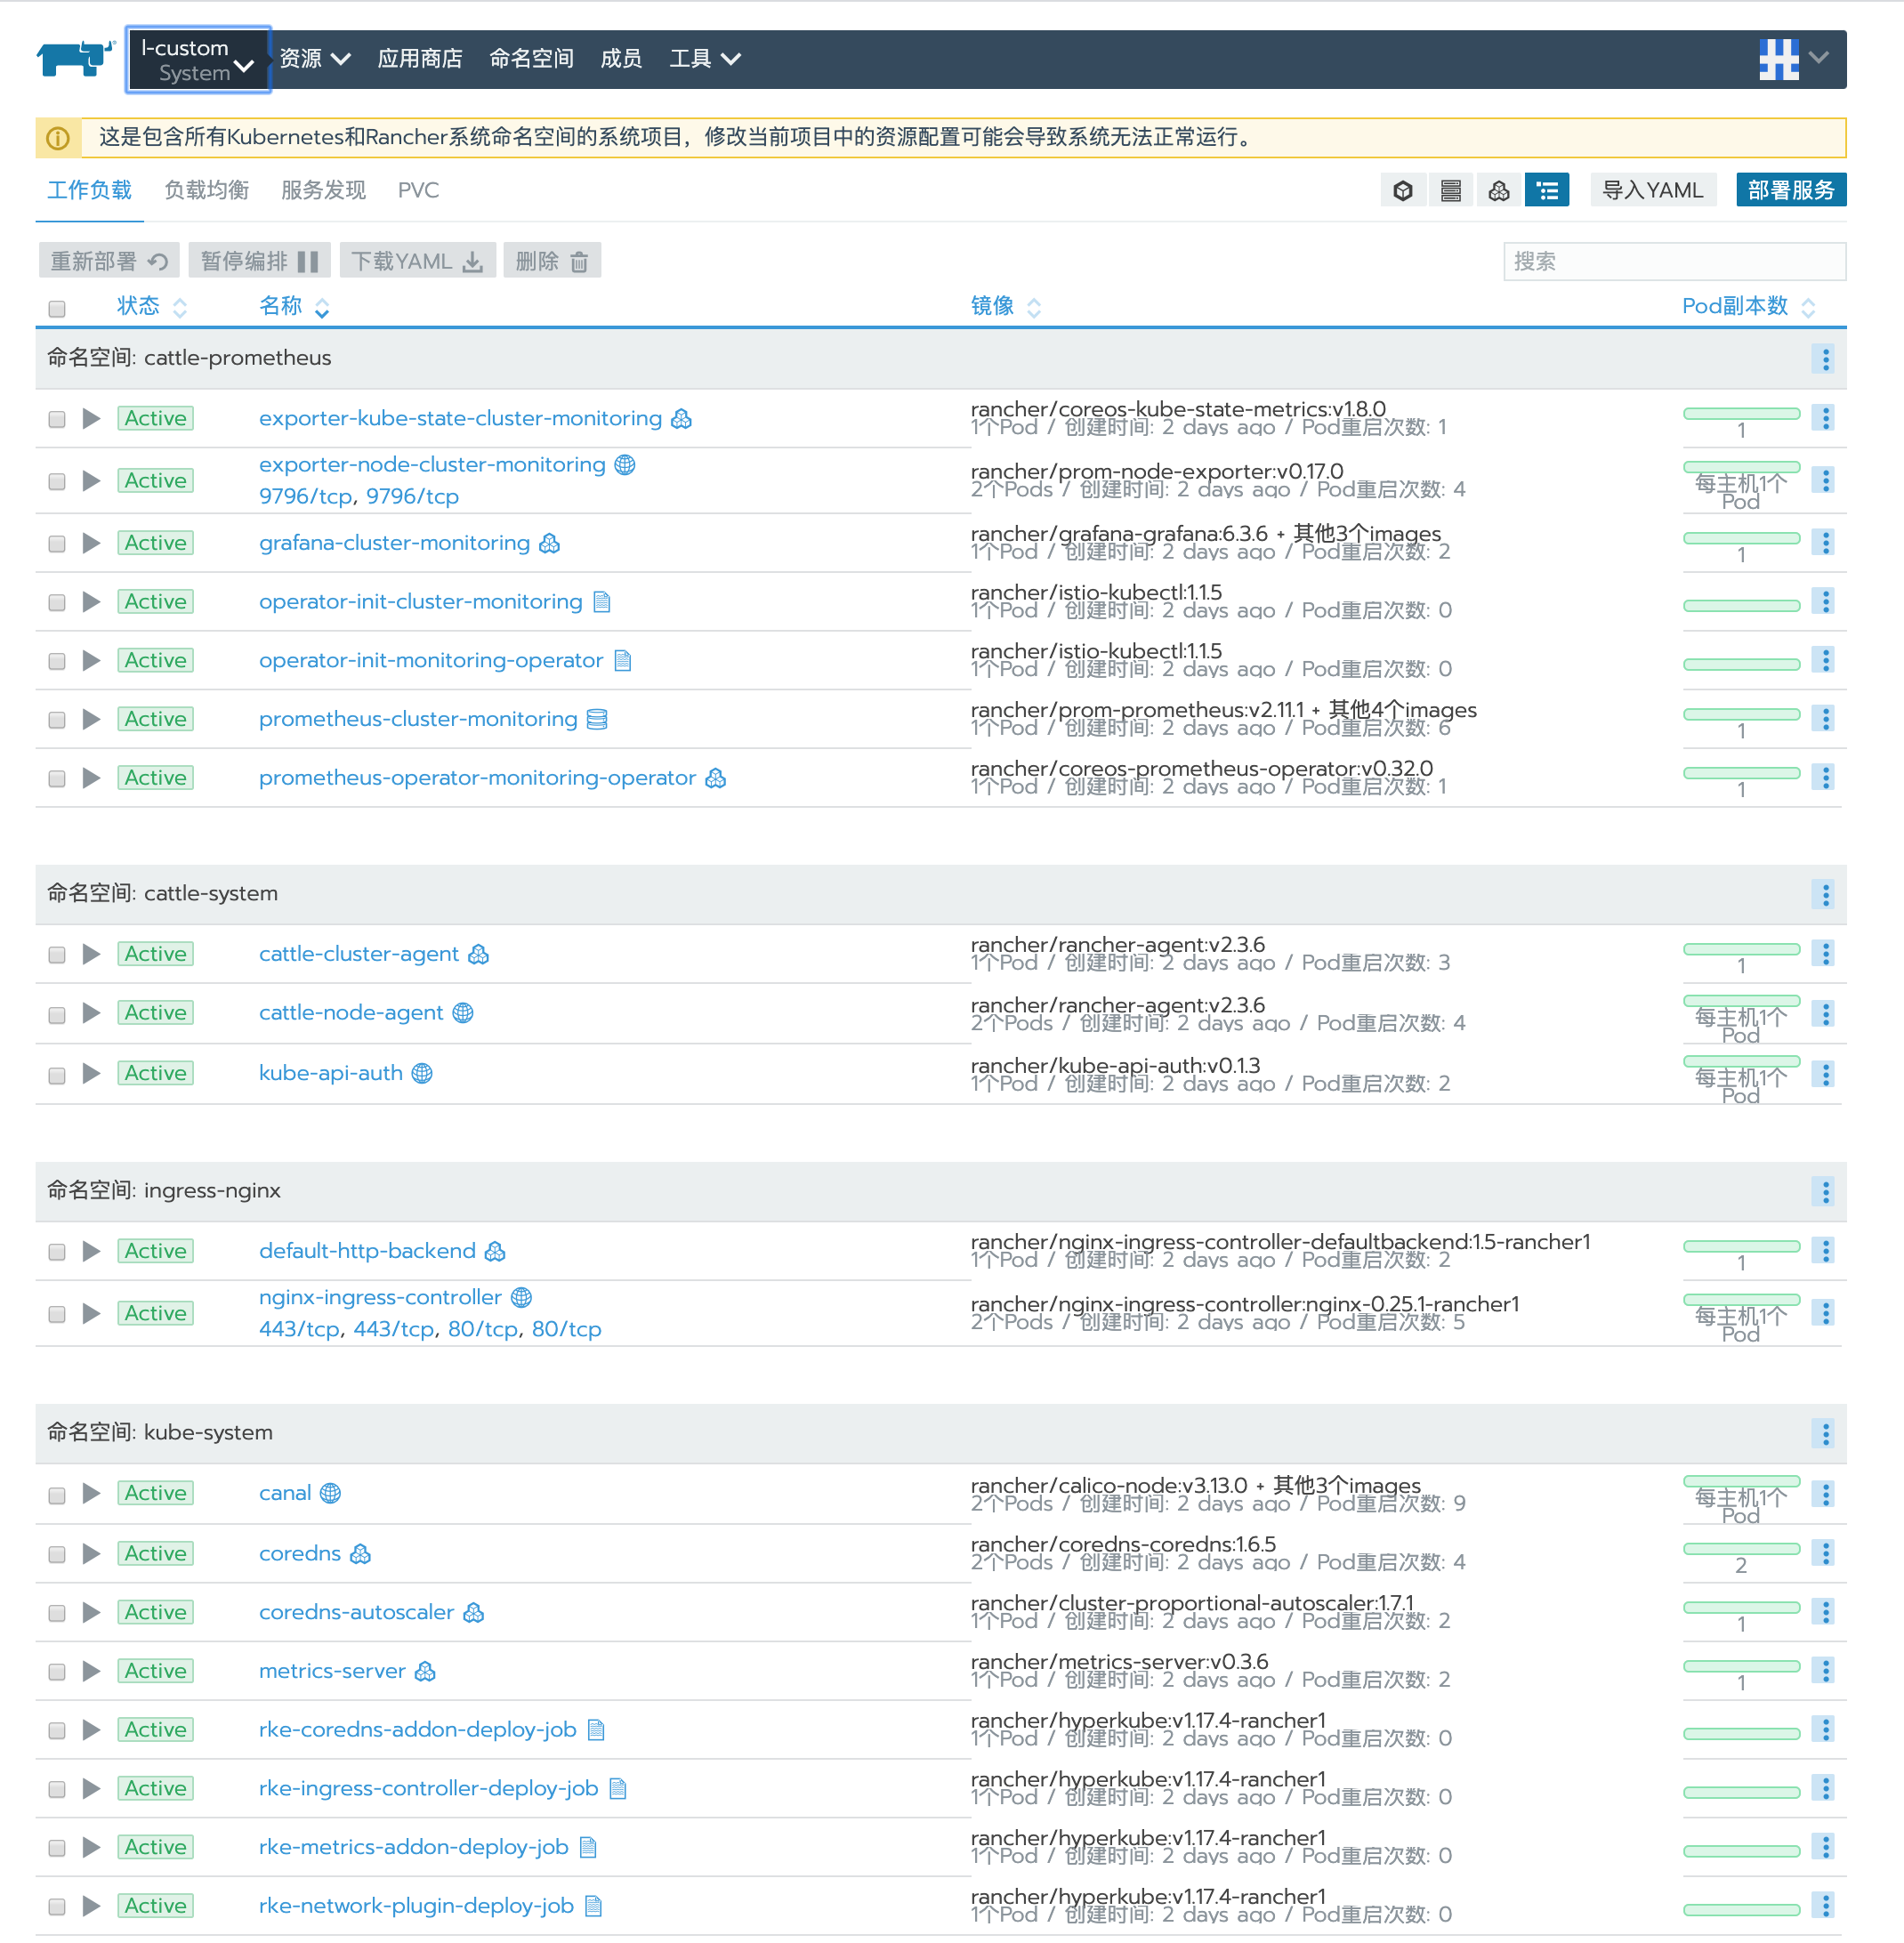 l-custom
System
资源
应用商店
命名空间
成员
工具
这是包含所有Kubernetes和Rancher系统命名空间的系统项目，修改当前项目中的资源配置可能会导致系统无法正常运行。
工作负载
负载均衡
服务发现
PVC
导入YAML
部署服务
重新部署
暂停编排
下载YAML
删除
搜索
状态
名称
镜像
Pod副本数
命名空间: cattle-prometheus
Active
exporter-kube-state-cluster-monitoring
rancher/coreos-kube-state-metrics:v1.8.0
1个Pod / 创建时间: 2 days ago / Pod重启次数: 1
1
Active
exporter-node-cluster-monitoring
9796/tcp, 9796/tcp
rancher/prom-node-exporter:v0.17.0
2个Pods / 创建时间: 2 days ago / Pod重启次数: 4
每主机1个
Pod
Active
grafana-cluster-monitoring
rancher/grafana-grafana:6.3.6 + 其他3个images
1个Pod / 创建时间: 2 days ago / Pod重启次数: 2
1
Active
operator-init-cluster-monitoring
rancher/istio-kubectl:1.1.5
1个Pod / 创建时间: 2 days ago / Pod重启次数: 0
Active
operator-init-monitoring-operator
rancher/istio-kubectl:1.1.5
1个Pod / 创建时间: 2 days ago / Pod重启次数: 0
Active
prometheus-cluster-monitoring
rancher/prom-prometheus:v2.11.1 + 其他4个images
1个Pod / 创建时间: 2 days ago / Pod重启次数: 6
1
Active
prometheus-operator-monitoring-operator
rancher/coreos-prometheus-operator:v0.32.0
1个Pod / 创建时间: 2 days ago / Pod重启次数: 1
1
命名空间: cattle-system
Active
cattle-cluster-agent
rancher/rancher-agent:v2.3.6
1个Pod / 创建时间: 2 days ago / Pod重启次数: 3
1
Active
cattle-node-agent
rancher/rancher-agent:v2.3.6
2个Pods / 创建时间: 2 days ago / Pod重启次数: 4
每主机1个
Pod
Active
kube-api-auth
rancher/kube-api-auth:v0.1.3
1个Pod / 创建时间: 2 days ago / Pod重启次数: 2
每主机1个
Pod
命名空间: ingress-nginx
Active
default-http-backend
rancher/nginx-ingress-controller-defaultbackend:1.5-rancher1
1个Pod / 创建时间: 2 days ago / Pod重启次数: 2
1
Active
nginx-ingress-controller
443/tcp, 443/tcp, 80/tcp, 80/tcp
rancher/nginx-ingress-controller:nginx-0.25.1-rancher1
2个Pods / 创建时间: 2 days ago / Pod重启次数: 5
每主机1个
Pod
命名空间: kube-system
Active
canal
rancher/calico-node:v3.13.0 + 其他3个images
2个Pods / 创建时间: 2 days ago / Pod重启次数: 9
每主机1个
Pod
Active
coredns
rancher/coredns-coredns:1.6.5
2个Pods / 创建时间: 2 days ago / Pod重启次数: 4
2
Active
coredns-autoscaler
rancher/cluster-proportional-autoscaler:1.7.1
1个Pod / 创建时间: 2 days ago / Pod重启次数: 2
1
Active
metrics-server
rancher/metrics-server:v0.3.6
1个Pod / 创建时间: 2 days ago / Pod重启次数: 2
1
Active
rke-coredns-addon-deploy-job
rancher/hyperkube:v1.17.4-rancher1
1个Pod / 创建时间: 2 days ago / Pod重启次数: 0
Active
rke-ingress-controller-deploy-job
rancher/hyperkube:v1.17.4-rancher1
1个Pod / 创建时间: 2 days ago / Pod重启次数: 0
Active
rke-metrics-addon-deploy-job
rancher/hyperkube:v1.17.4-rancher1
1个Pod / 创建时间: 2 days ago / Pod重启次数: 0
Active
rke-network-plugin-deploy-job
rancher/hyperkube:v1.17.4-rancher1
1个Pod / 创建时间: 2 days ago / Pod重启次数: 0